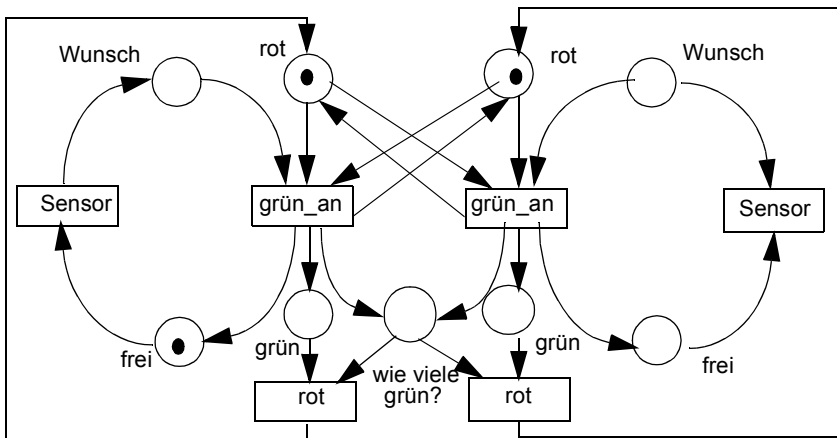 Wunsch
rot
rot
Wunsch
Sensor
grün_an
grün_an
Sensor
frei
grün
wie viele
grün?
grün
frei
rot
rot